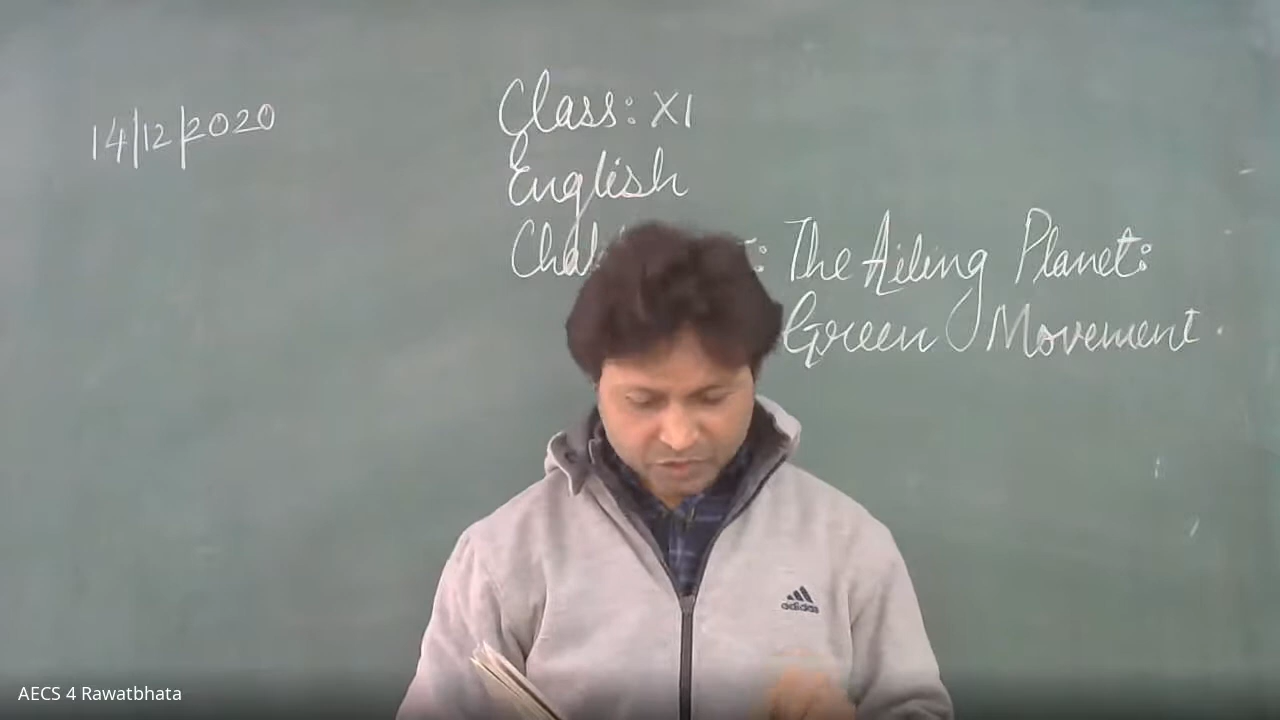 14/12/2020
Class: XI
English
: The Ailing Planet:
Green Movement.
adidas
AECS 4 Rawatbhata